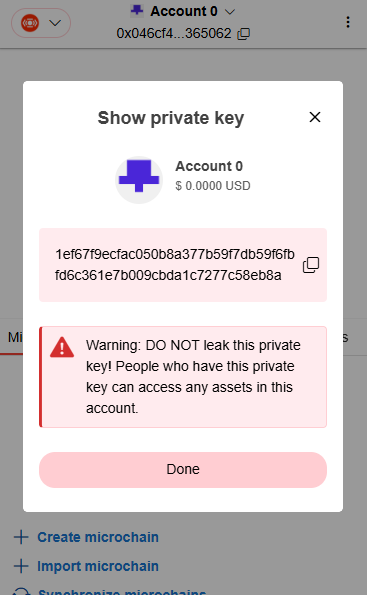 Account 0
0x046cf4...365062
Show private key
Account 0
$ 0.0000 USD
1ef67f9ecfac050b8a377b59f7db59f6fb
fd6c361e7b009cbda1c7277c58eb8a
Mi
s
Warning: DO NOT leak this private
key! People who have this private
key can access any assets in this
account.
Done
Create microchain
Import microchain
Synchronize microchains